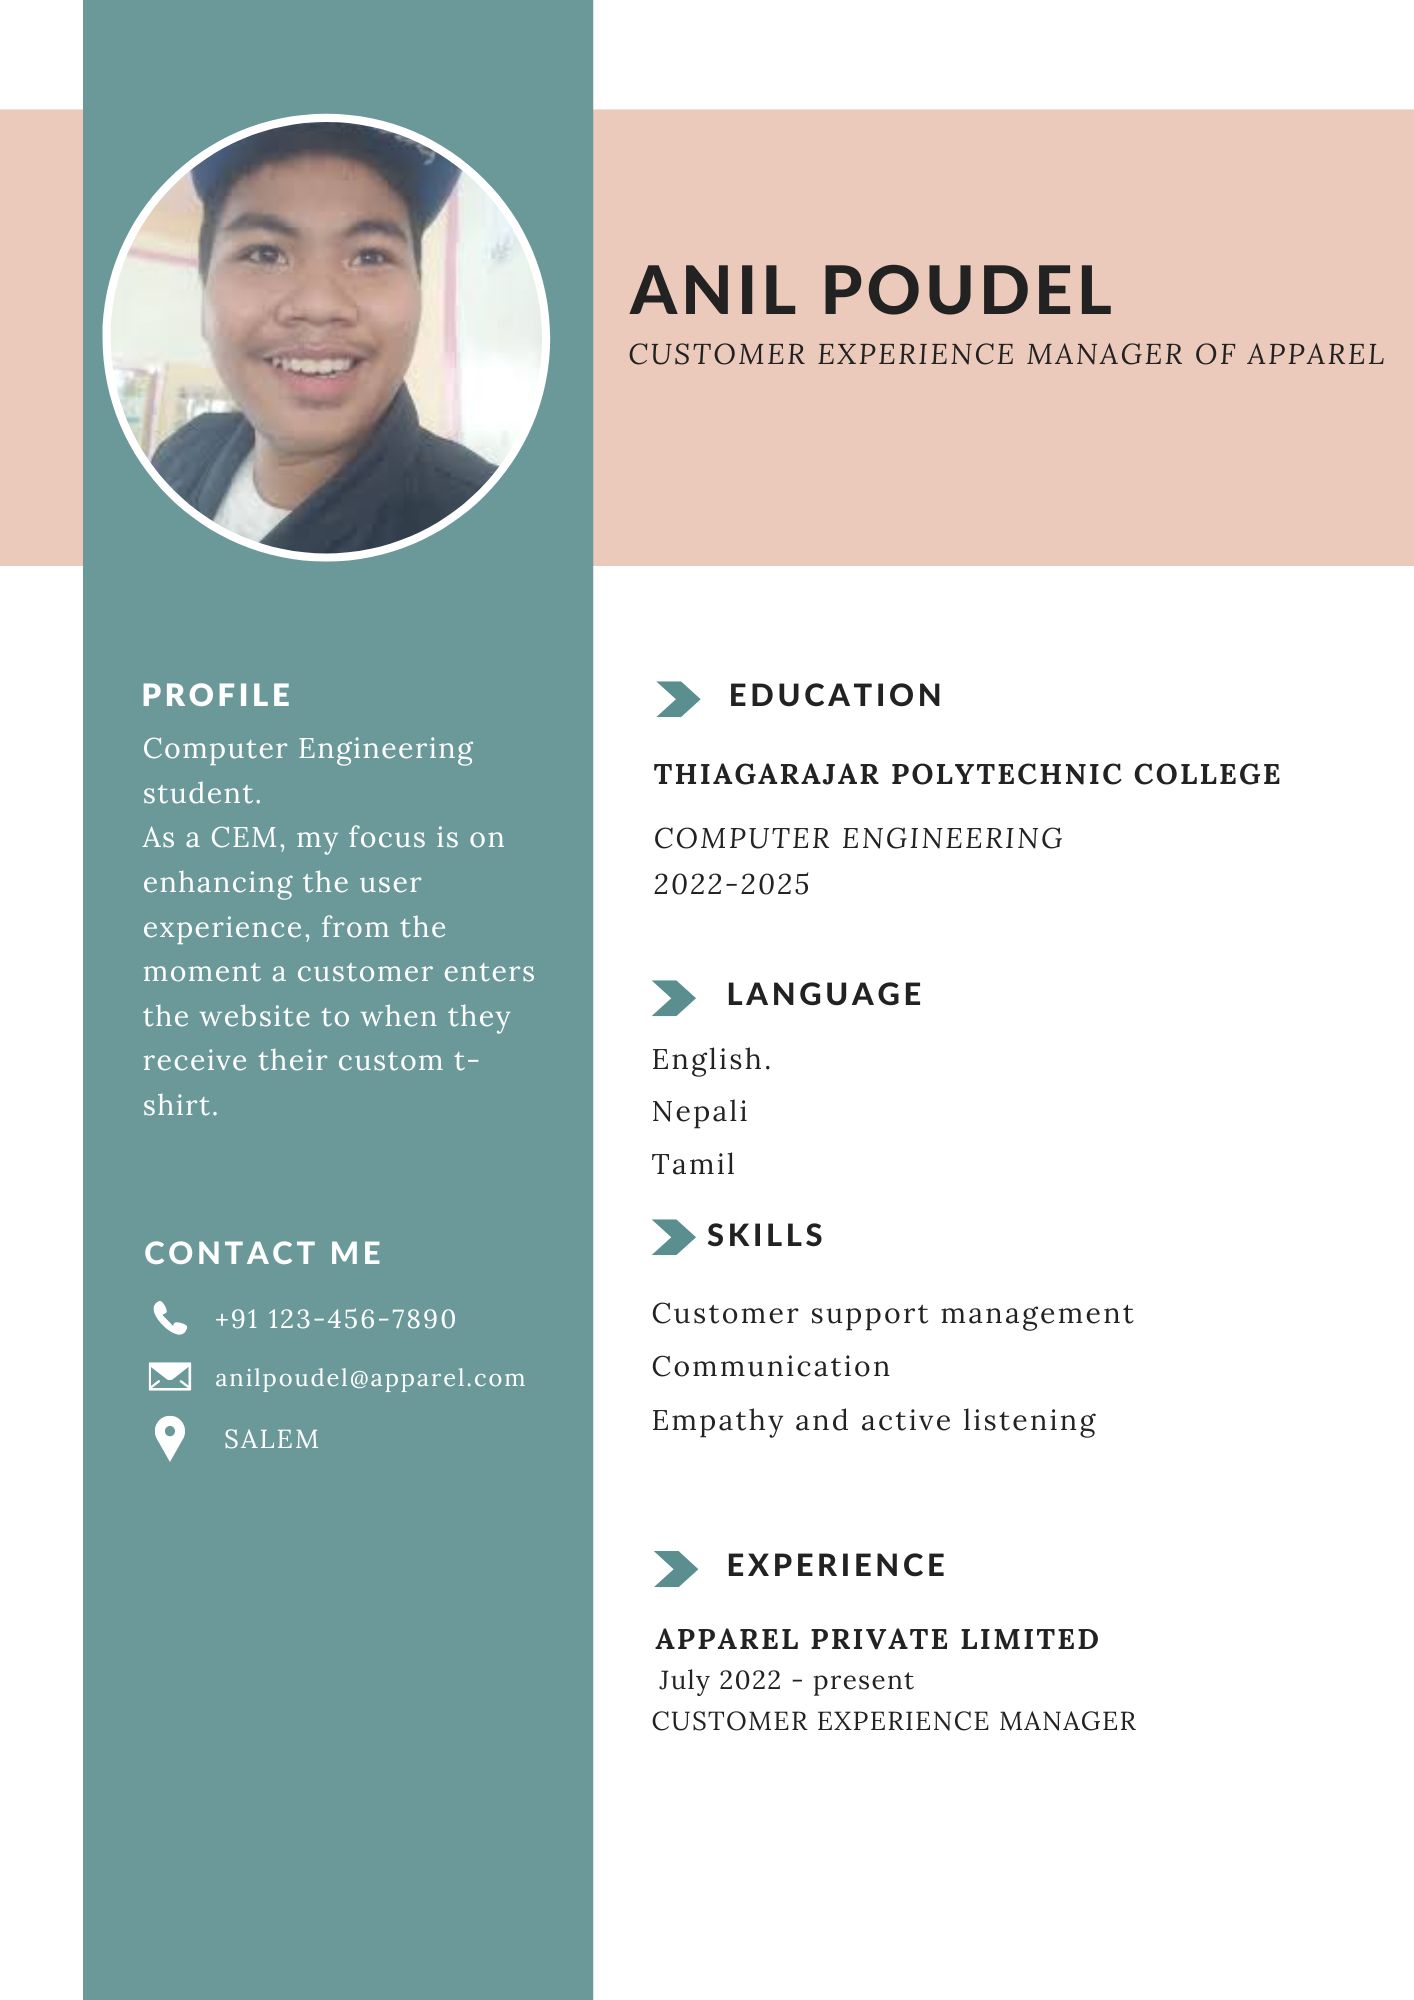 ANIL POUDEL
CUSTOMER EXPERIENCE MANAGER OF APPAREL
PROFILE
Computer Engineering
student.
As a CEM, my focus is on
enhancing the user
experience, from the
moment a customer enters
the website to when they
receive their custom t-
shirt.
CONTACT ME
+91 123-456-7890
anilpoudel@apparel.com
SALEM
EDUCATION
THIAGARAJAR POLYTECHNIC COLLEGE
COMPUTER ENGINEERING
2022-2025
LANGUAGE
English.
Nepali
Tamil
SKILLS
Customer support management
Communication
Empathy and active listening
EXPERIENCE
APPAREL PRIVATE LIMITED
July 2022 - present
CUSTOMER EXPERIENCE MANAGER